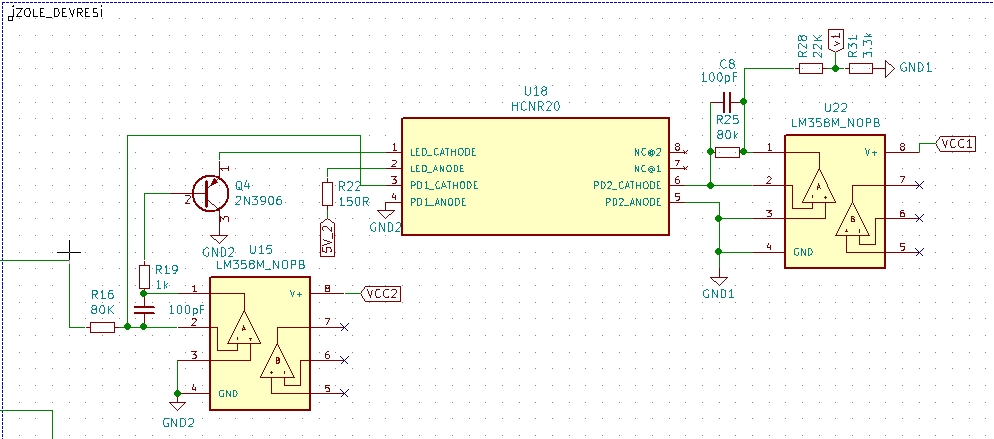 İZOLE_DEVRESİ
U18
HCNR20
1 LED_CATHODE
2 LED_ANODE
3 PD1_CATHODE
4 PD1_ANODE
NC@2 8
NC@1 7
PD2_CATHODE 6
PD2_ANODE 5
Q4
2N3906
1
2
3
GND2
R22
150R
5V_2
GND2
R19
1k
R16
80K
100pF
U15
LM358M_NOPB
1
2
3
4 GND
V+ 8
7
6
5
A
B
VCC2
GND2
C8
100pF
R25
80k
R28
22K
v1
R31
3.3k
GND1
U22
LM358M_NOPB
1
2
3
4 GND
V+ 8
7
6
5
A
B
VCC1
GND1